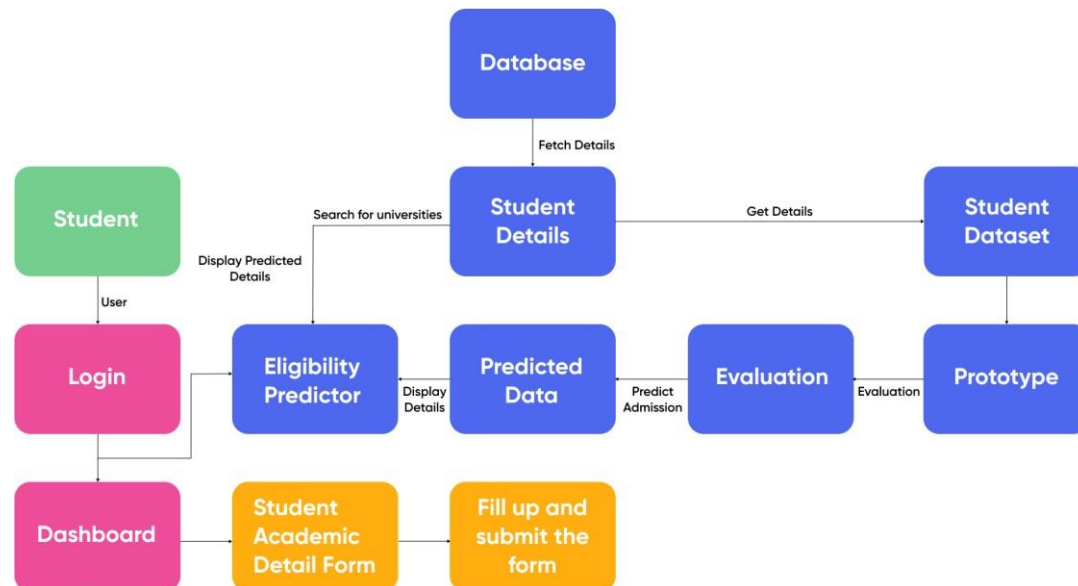 Database
Fetch Details
Student
Search for universities
Student
Details
Get Details
Student
Dataset
Display Predicted
Details
User
Login
Eligibility
Predictor
Display
Details
Predicted
Data
Predict
Admission
Evaluation
Evaluation
Prototype
Dashboard
Student
Academic
Detail Form
Fill up and
submit the
form